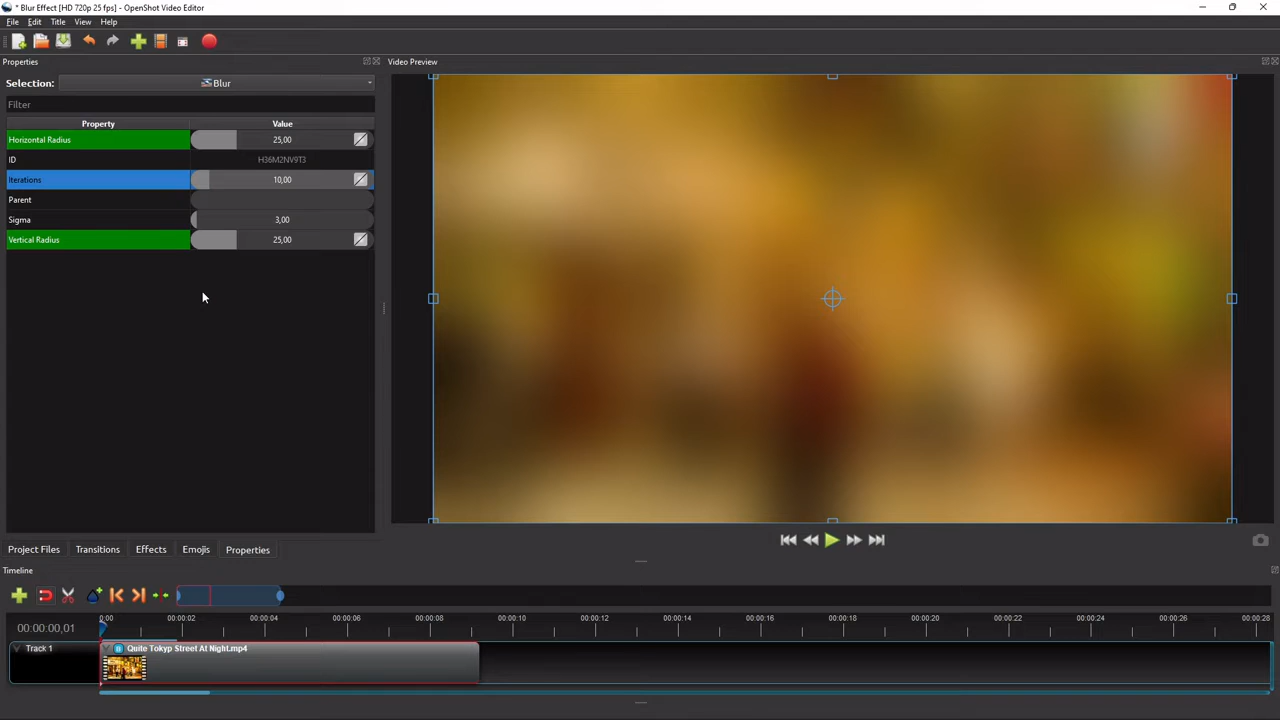 * Blur Effect [HD 720p 25 fps] - OpenShot Video Editor
File Edit Title View Help
Properties
Video Preview
Selection: Blur
Filter
Property Value
Horizontal Radius 25,00
ID H36M2NV9T3
Iterations 10,00
Parent
Sigma 3,00
Vertical Radius 25,00
Project Files Transitions Effects Emojis Properties
Timeline
00:00:00,01
0:00 00:00:02 00:00:04 00:00:06 00:00:08 00:00:10 00:00:12 00:00:14 00:00:16 00:00:18 00:00:20 00:00:22 00:00:24 00:00:26 00:00:28
Track 1
Quite Tokyp Street At Night.mp4